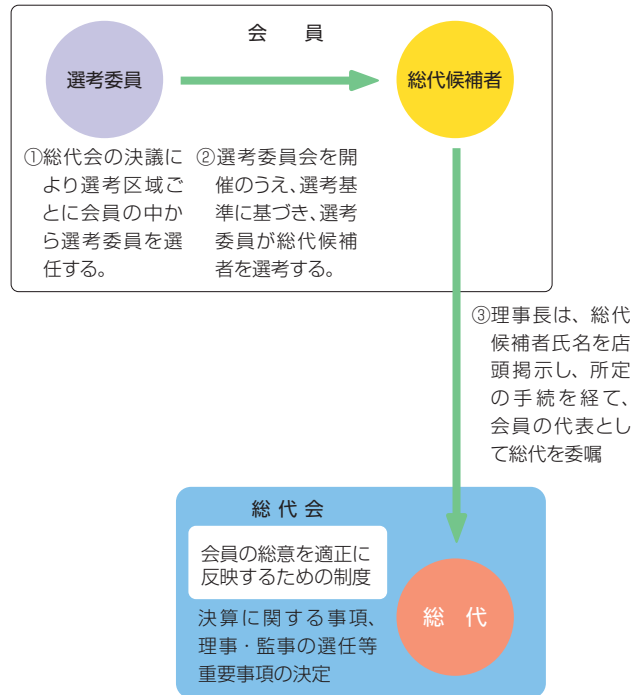 会　員
選考委員
総代候補者
①総代会の決議に
より選考区域ご
とに会員の中か
ら選考委員を選
任する。
②選考委員会を開
催のうえ、選考基
準に基づき、選考
委員が総代候補
者を選考する。
③理事長は、総代
候補者氏名を店
頭掲示し、所定
の手続を経て、
会員の代表とし
て総代を委嘱
総代会
会員の総意を適正に
反映するための制度
決算に関する事項、
理事・監事の選任等
重要事項の決定
総　代